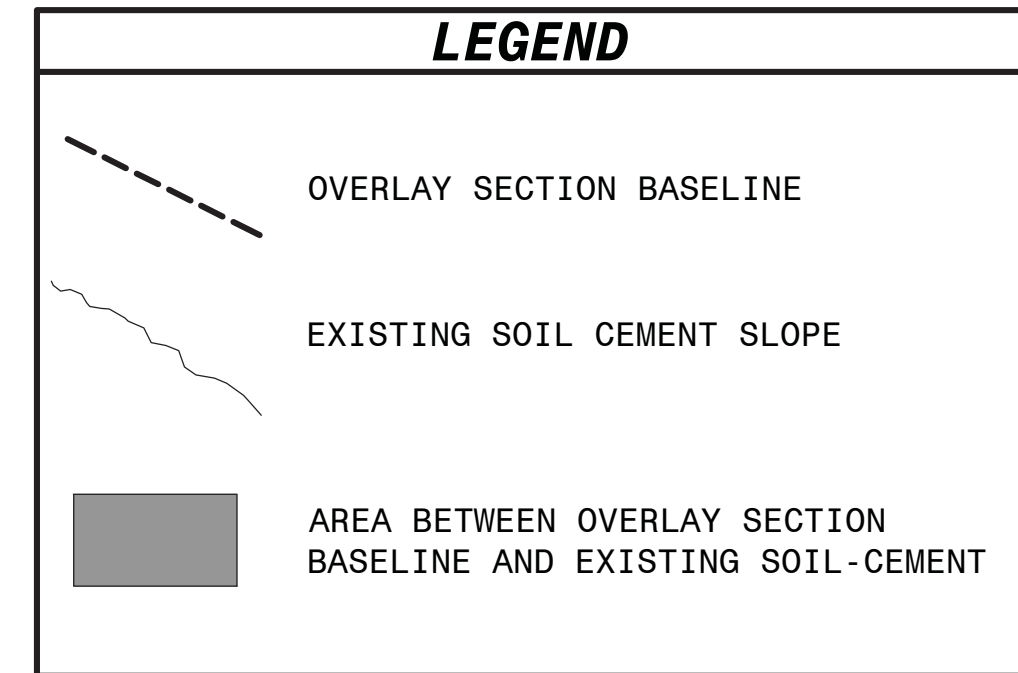 LEGEND
OVERLAY SECTION BASELINE
EXISTING SOIL CEMENT SLOPE
AREA BETWEEN OVERLAY SECTION
BASELINE AND EXISTING SOIL-CEMENT